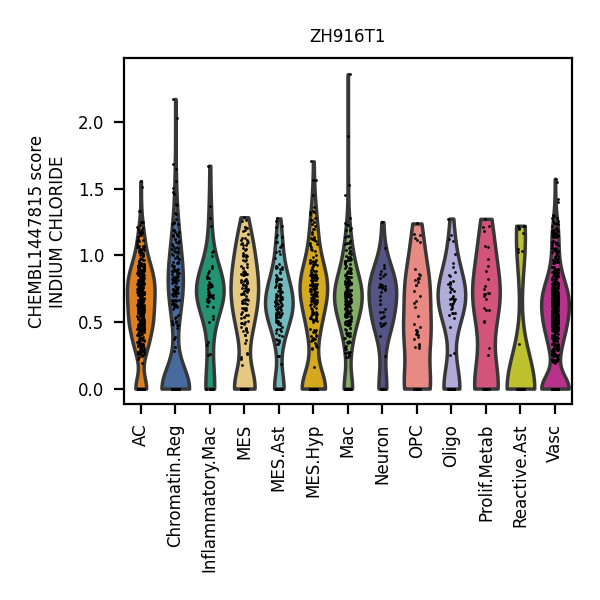 ZH916T1
CHEMBL1447815 score
INDIUM CHLORIDE
2.0
1.5
1.0
0.5
0.0
AC
Chromatin.Reg
Inflammatory.Mac
MES
MES.Ast
MES.Hyp
Mac
Neuron
OPC
Oligo
Prolif.Metab
Reactive.Ast
Vasc